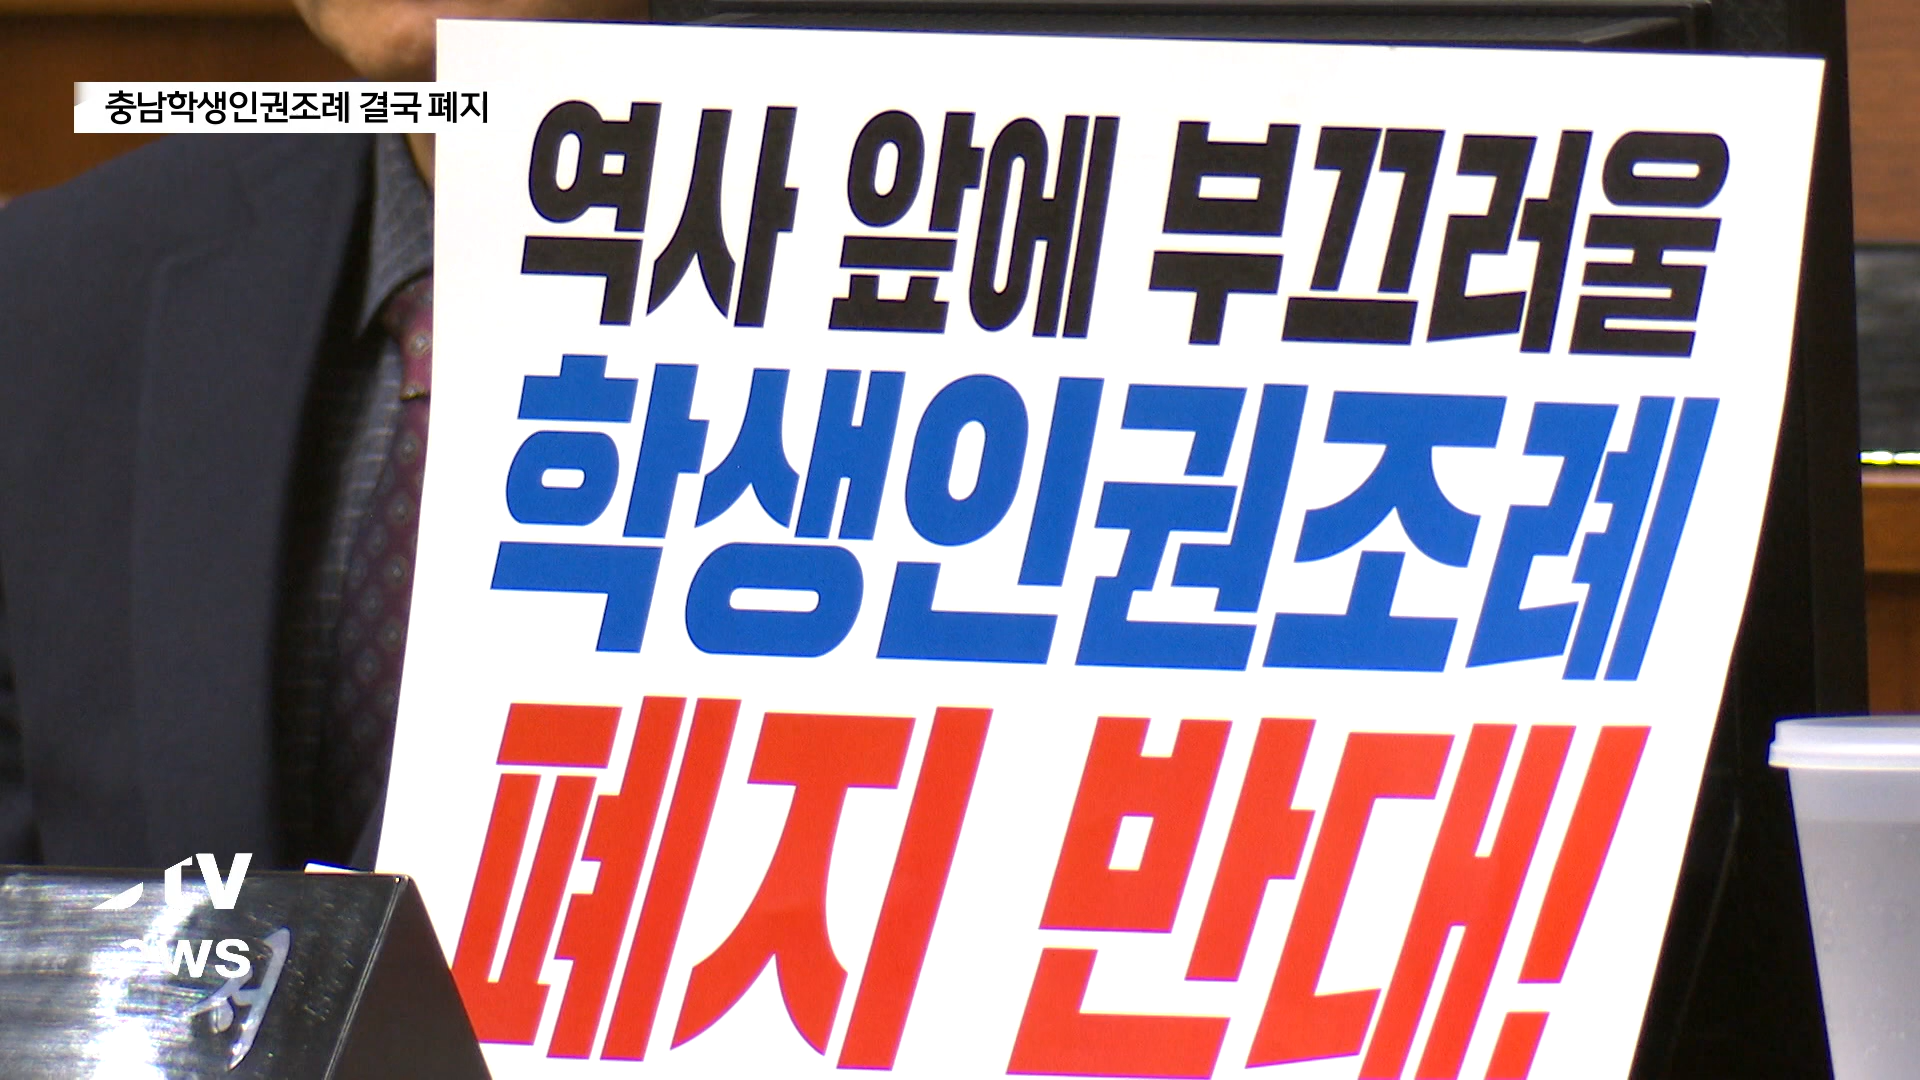 충남학생인권조례 결국 폐지
역사 앞에 부끄러울
학생인권조례
폐지 반대!
TV